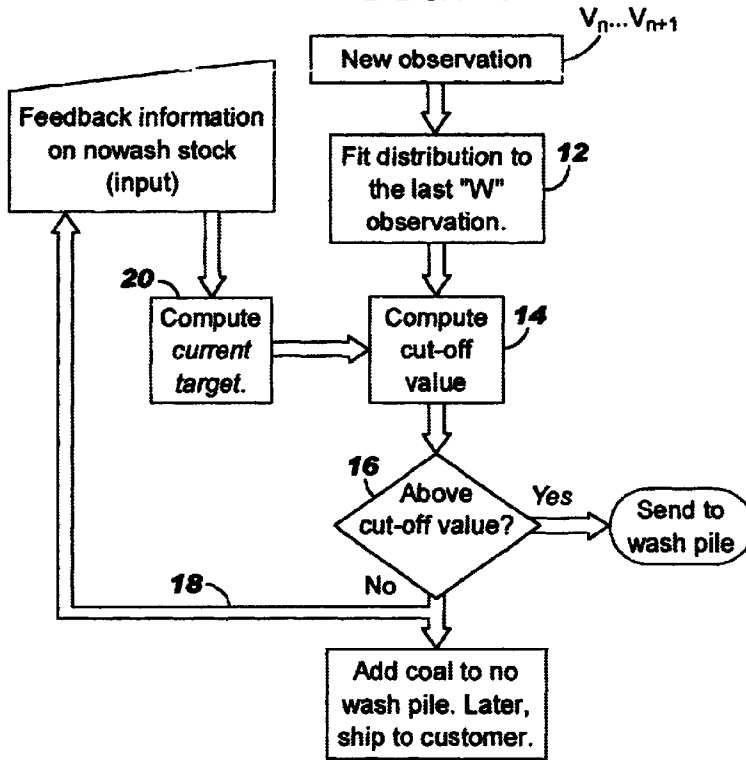 Vn...Vn+1
New observation
Feedback information
on nowash stock
(input)
Fit distribution to
the last "W"
observation.
12
20
Compute
current
target.
Compute
cut-off
value
14
16
Above
cut-off value?
Yes
Send to
wash pile
18
No
Add coal to no
wash pile. Later,
ship to customer.